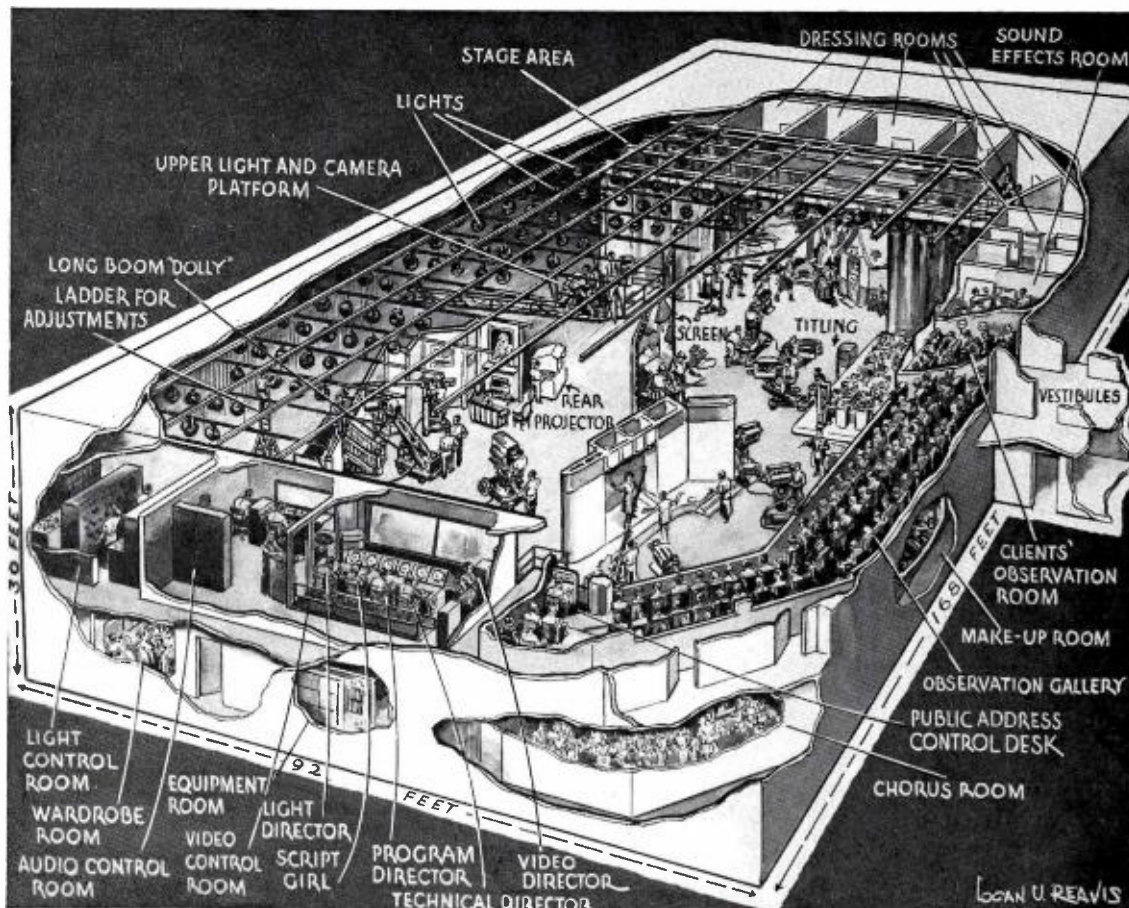 DRESSING ROOMS
SOUND
EFFECTS ROOM
STAGE AREA
LIGHTS
UPPER LIGHT AND CAMERA
PLATFORM
LONG BOOM "DOLLY"
LADDER FOR
ADJUSTMENTS
SCREEN
TITLING
REAR
PROJECTOR
VESTIBULES
30 FEET
92 FEET
168 FEET
CLIENTS'
OBSERVATION
ROOM
MAKE-UP ROOM
OBSERVATION GALLERY
PUBLIC ADDRESS
CONTROL DESK
CHORUS ROOM
LIGHT
CONTROL
ROOM
WARDROBE
ROOM
AUDIO CONTROL
ROOM
EQUIPMENT
ROOM
VIDEO
CONTROL
ROOM
LIGHT
DIRECTOR
SCRIPT
GIRL
PROGRAM
DIRECTOR
TECHNICAL DIRECTOR
VIDEO
DIRECTOR
LOGAN U. REAVIS